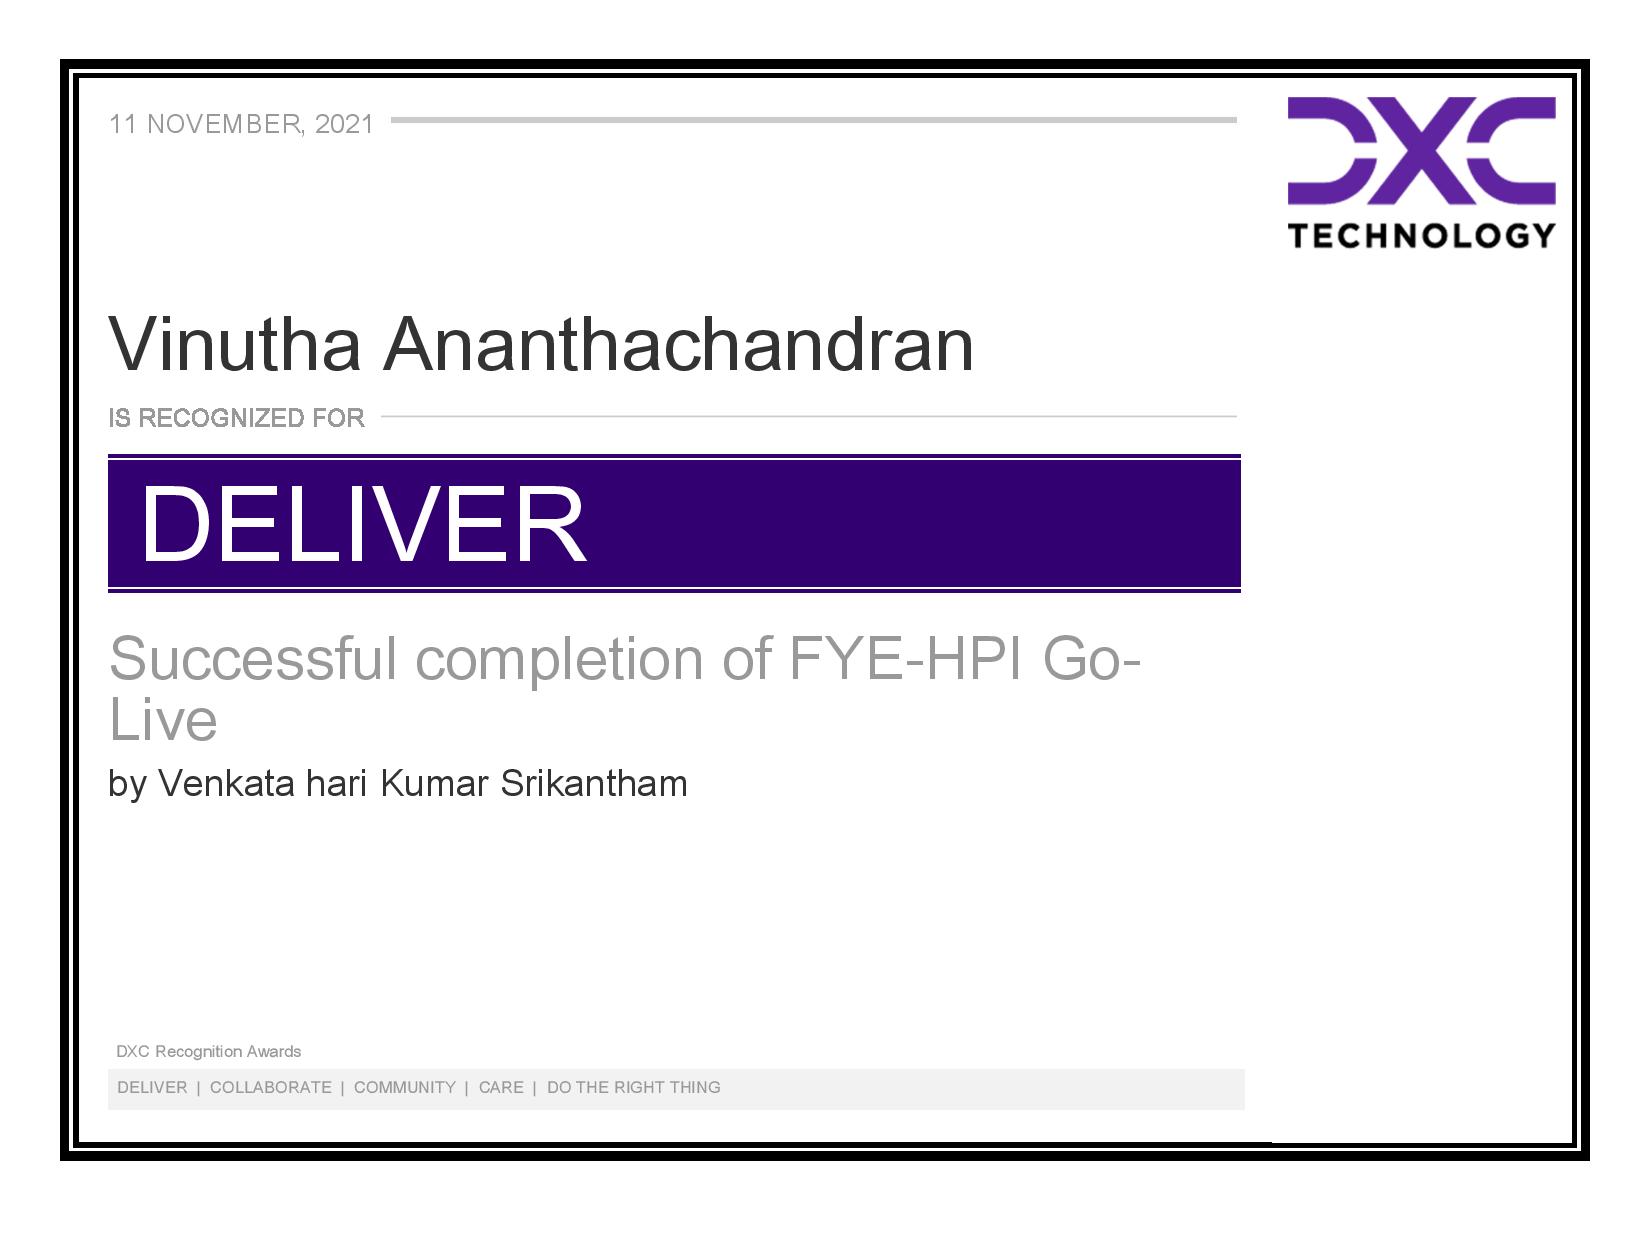 11 NOVEMBER, 2021
DXC
TECHNOLOGY
Vinutha Ananthachandran
IS RECOGNIZED FOR
DELIVER
Successful completion of FYE-HPI Go-
Live
by Venkata hari Kumar Srikantham
DXC Recognition Awards
DELIVER | COLLABORATE | COMMUNITY | CARE | DO THE RIGHT THING